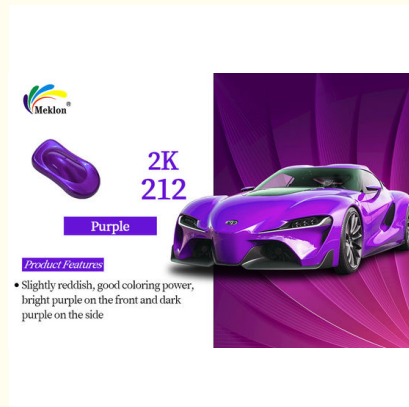 Meklon®
2K
212
Purple
Product Features
• Slightly reddish, good coloring power,
bright purple on the front and dark
purple on the side